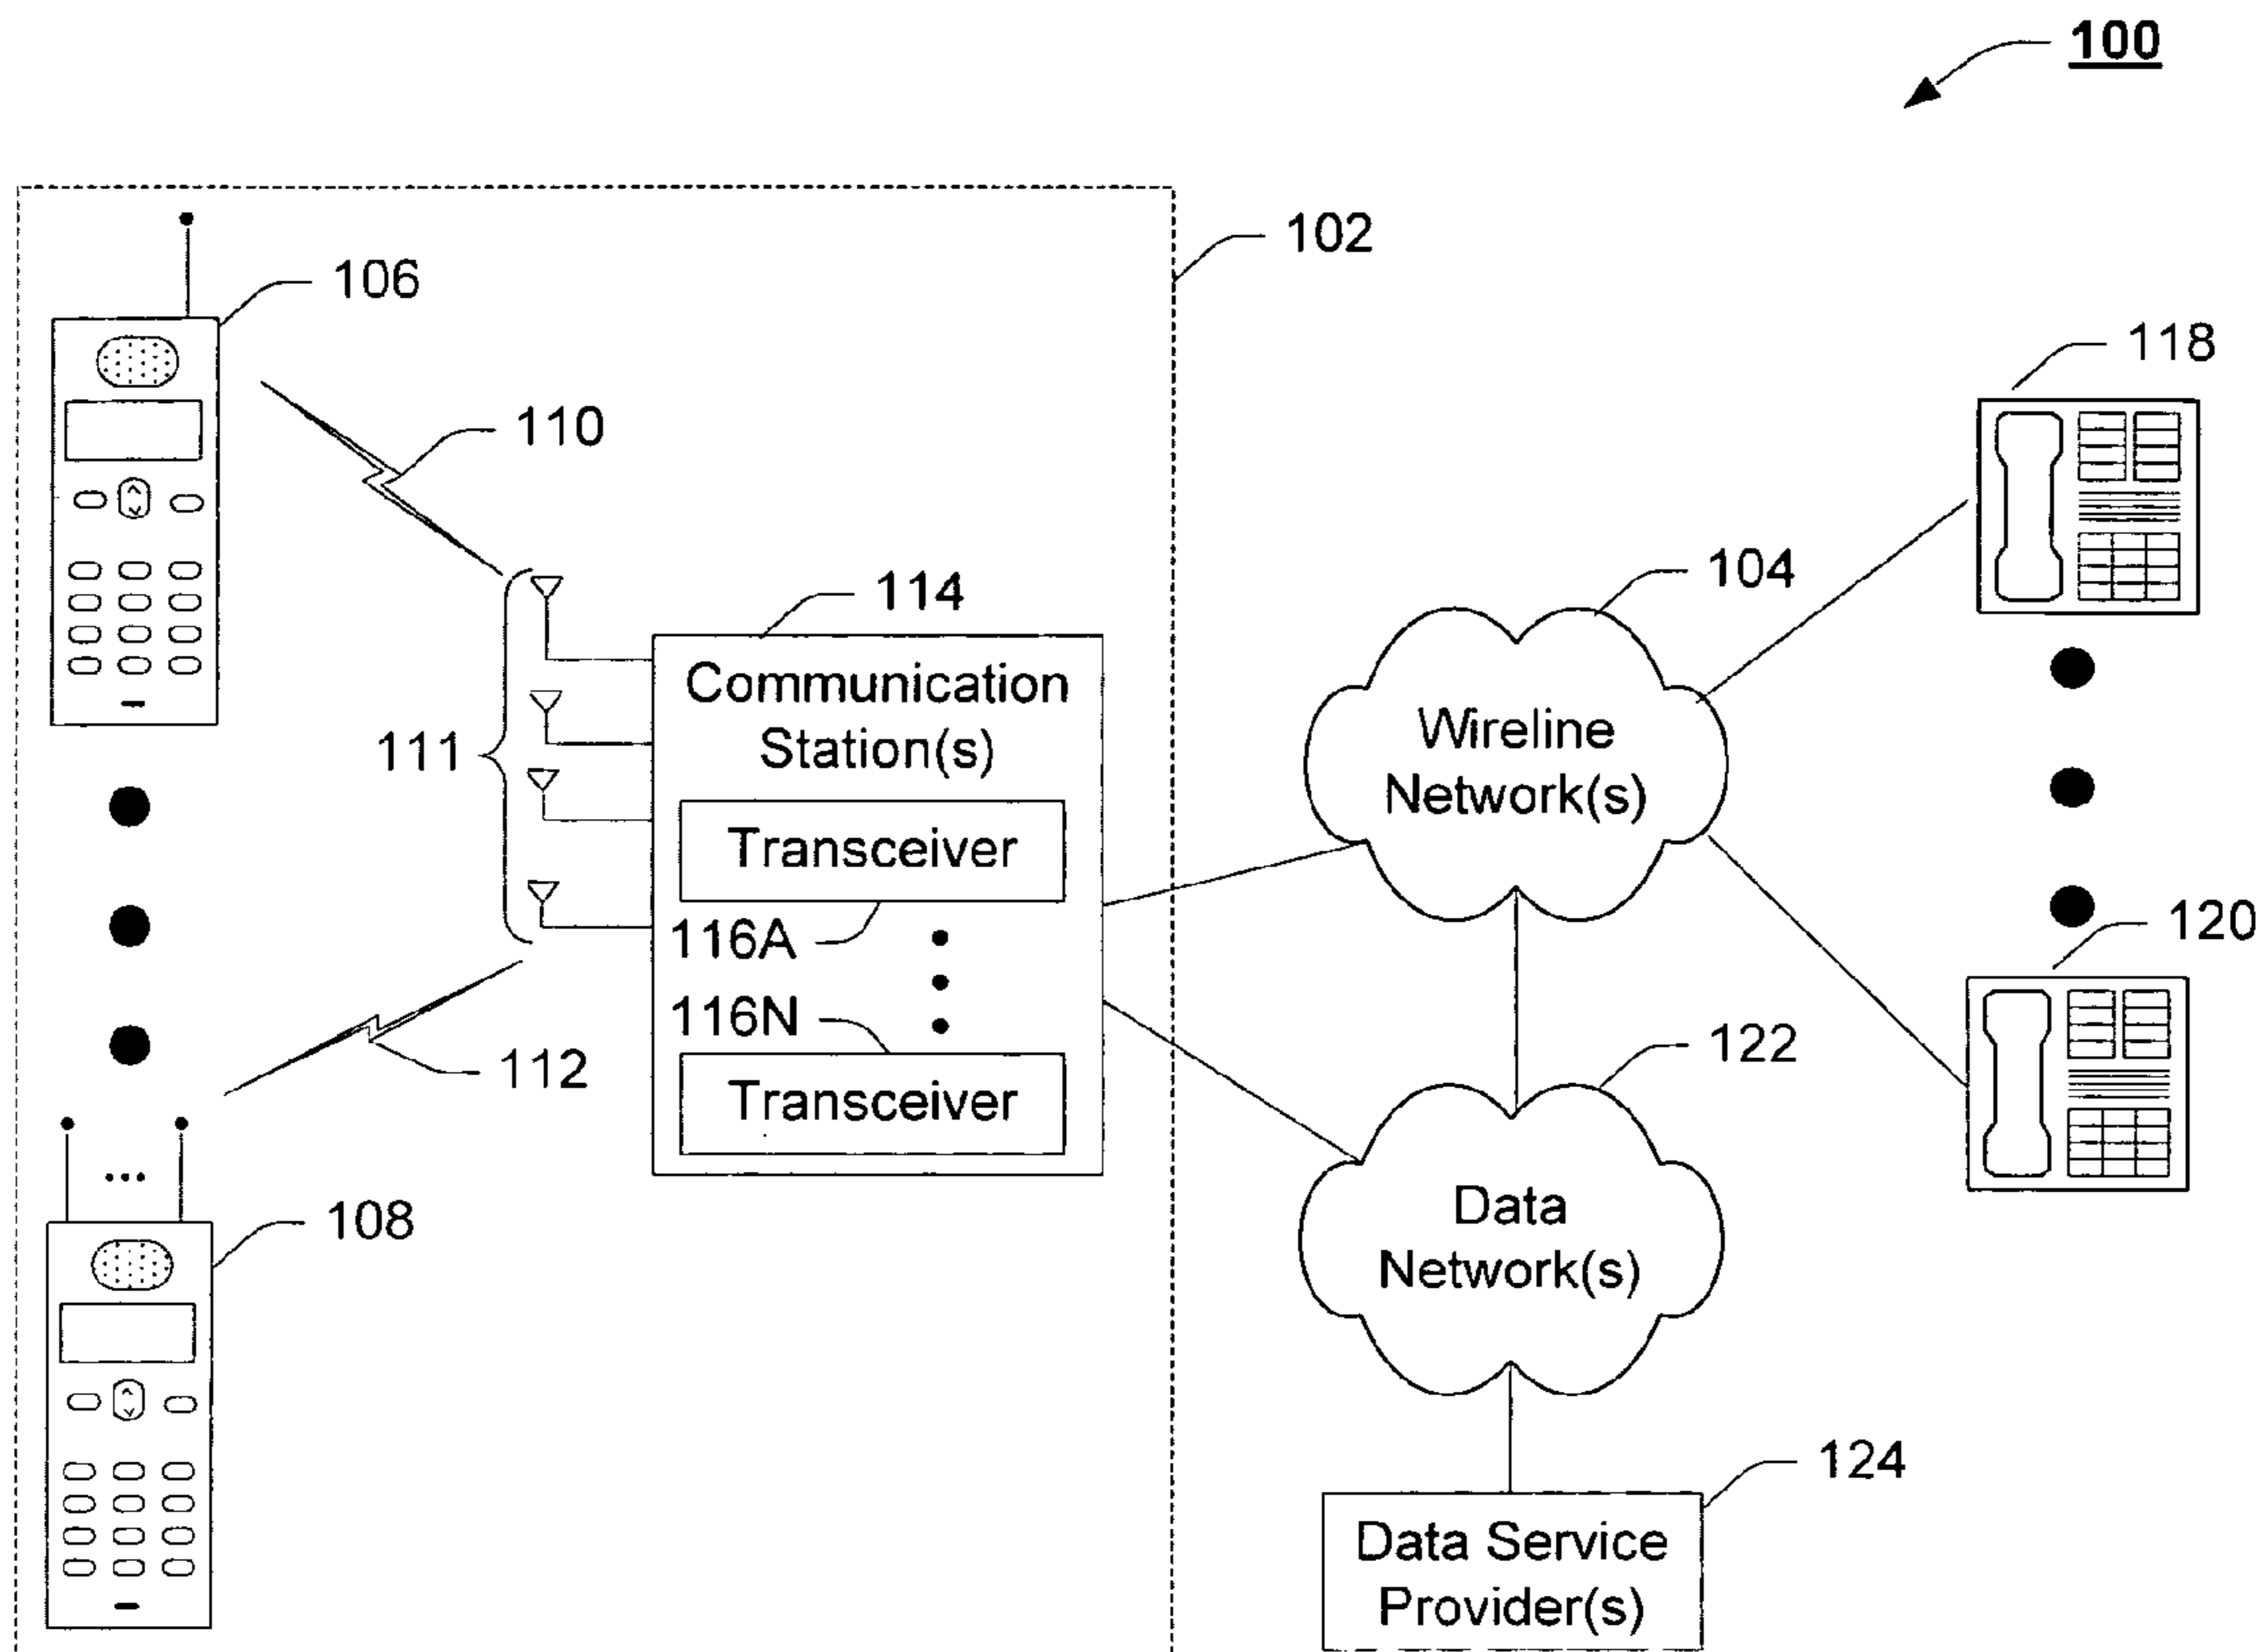 100
102
106
118
110
104
114
Communication
Station(s)
Wireline
Network(s)
111
Transceiver
116A
120
116N
122
112
Transceiver
...
Data
Network(s)
108
124
Data Service
Provider(s)